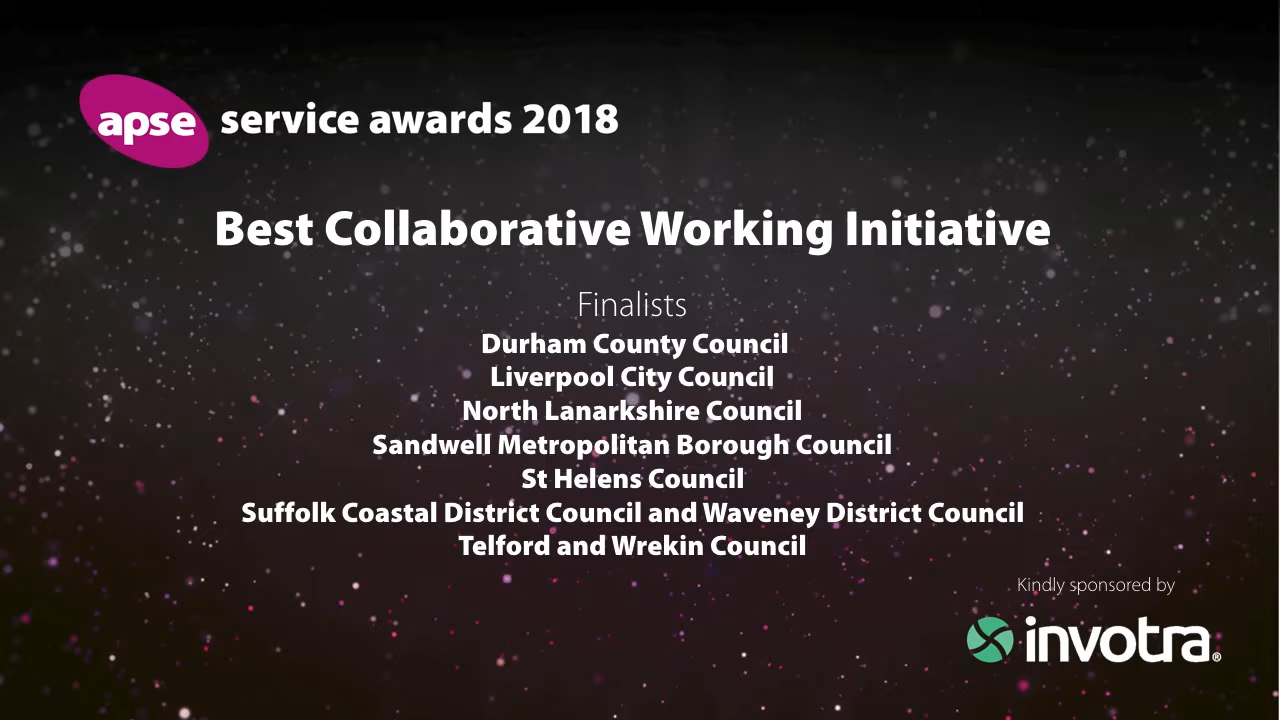 apse service awards 2018
Best Collaborative Working Initiative
Finalists
Durham County Council
Liverpool City Council
North Lanarkshire Council
Sandwell Metropolitan Borough Council
St Helens Council
Suffolk Coastal District Council and Waveney District Council
Telford and Wrekin Council
Kindly sponsored by
invotra®